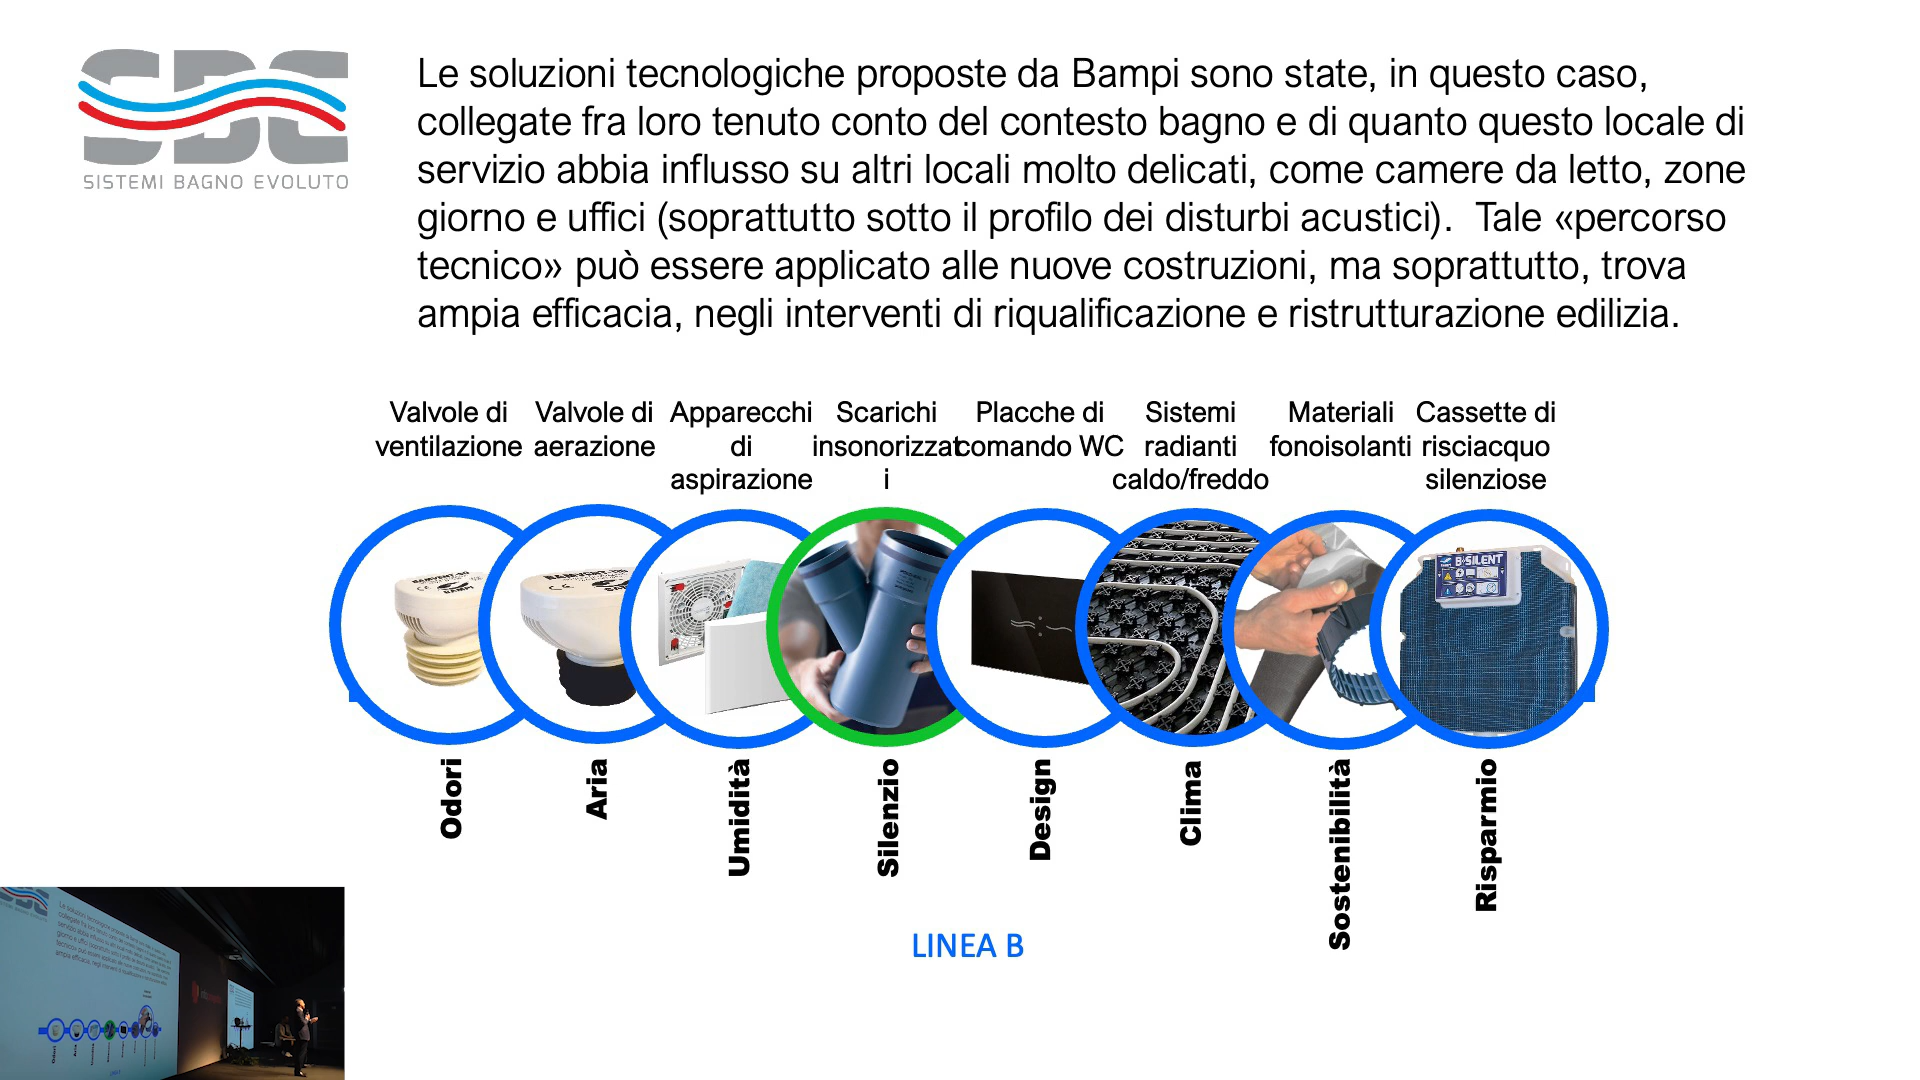 SBE
SISTEMI BAGNO EVOLUTO
Le soluzioni tecnologiche proposte da Bampi sono state, in questo caso,
collegate fra loro tenuto conto del contesto bagno e di quanto questo locale di
servizio abbia influsso su altri locali molto delicati, come camere da letto, zone
giorno e uffici (soprattutto sotto il profilo dei disturbi acustici). Tale «percorso
tecnico» può essere applicato alle nuove costruzioni, ma soprattutto, trova
ampia efficacia, negli interventi di riqualificazione e ristrutturazione edilizia.
Valvole di
ventilazione
Valvole di
aerazione
Apparecchi
di
aspirazione
Scarichi
insonorizzat
i
Placche di
comando WC
Sistemi
radianti
caldo/freddo
Materiali
fonoisolanti
Cassette di
risciacquo
silenziose
B-SILENT
Odori
Aria
Umidità
Silenzio
Design
Clima
Sostenibilità
Risparmio
LINEA B